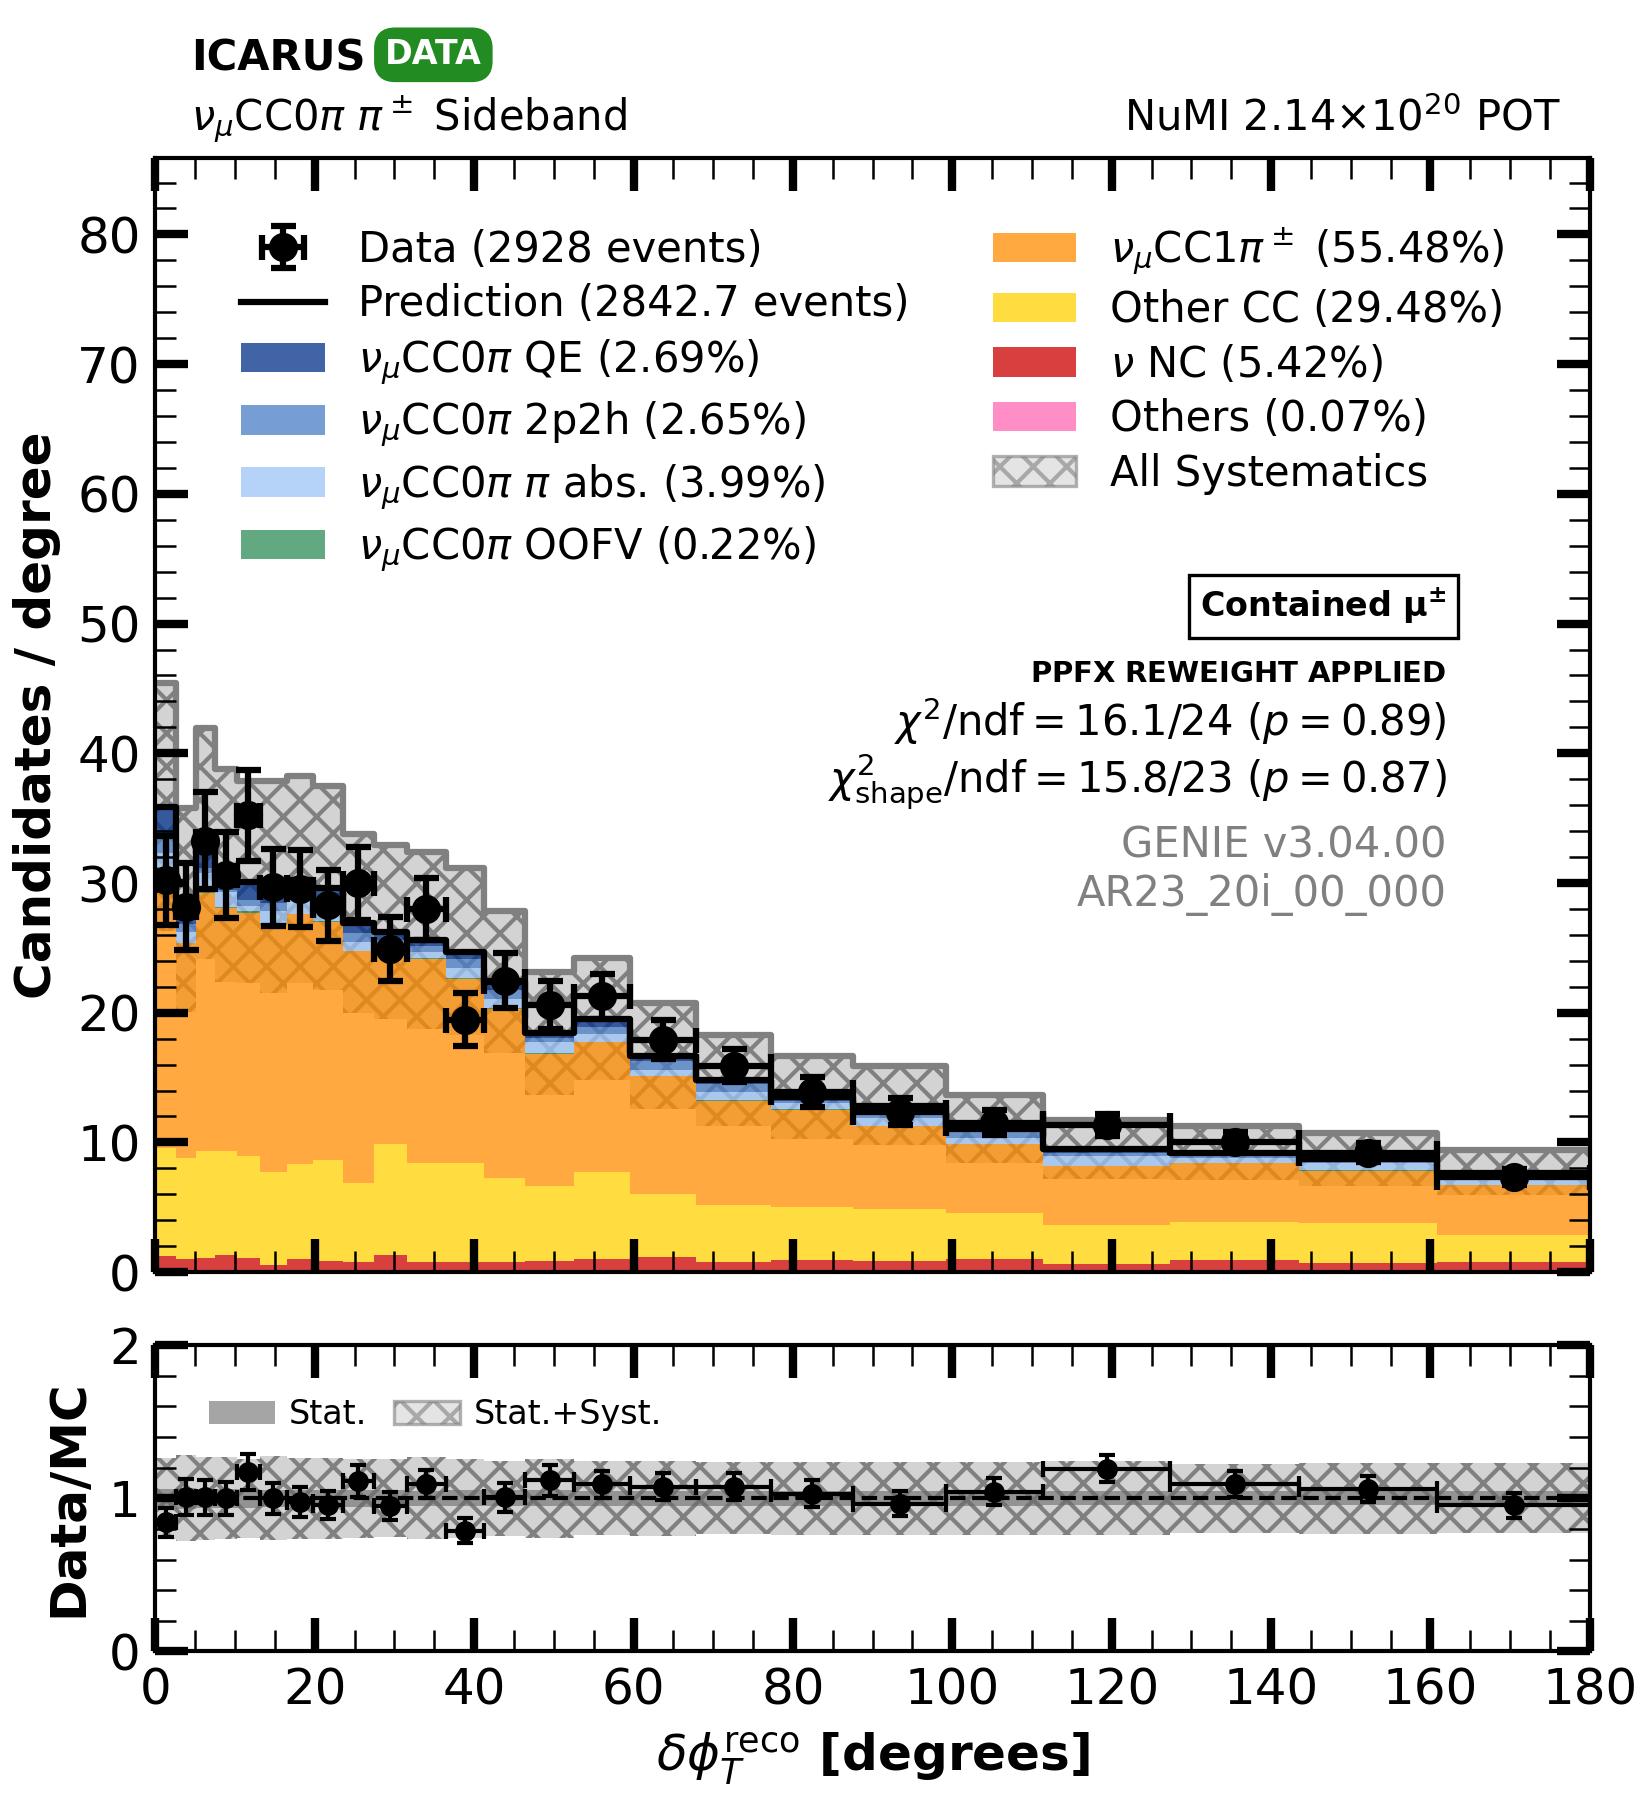 ICARUS DATA
νμCC0π π± Sideband
NuMI 2.14×10²⁰ POT
Candidates / degree
80
70
60
50
40
30
20
10
0
Data (2928 events)
Prediction (2842.7 events)
νμCC0π QE (2.69%)
νμCC0π 2p2h (2.65%)
νμCC0π π abs. (3.99%)
νμCC0π OOFV (0.22%)
νμCC1π± (55.48%)
Other CC (29.48%)
ν NC (5.42%)
Others (0.07%)
All Systematics
Contained μ±
PPFX REWEIGHT APPLIED
χ²/ndf = 16.1/24 (p = 0.89)
χ²shape/ndf = 15.8/23 (p = 0.87)
GENIE v3.04.00
AR23_20i_00_000
Data/MC
2
1
0
Stat. Stat.+Syst.
0 20 40 60 80 100 120 140 160 180
δϕT reco [degrees]